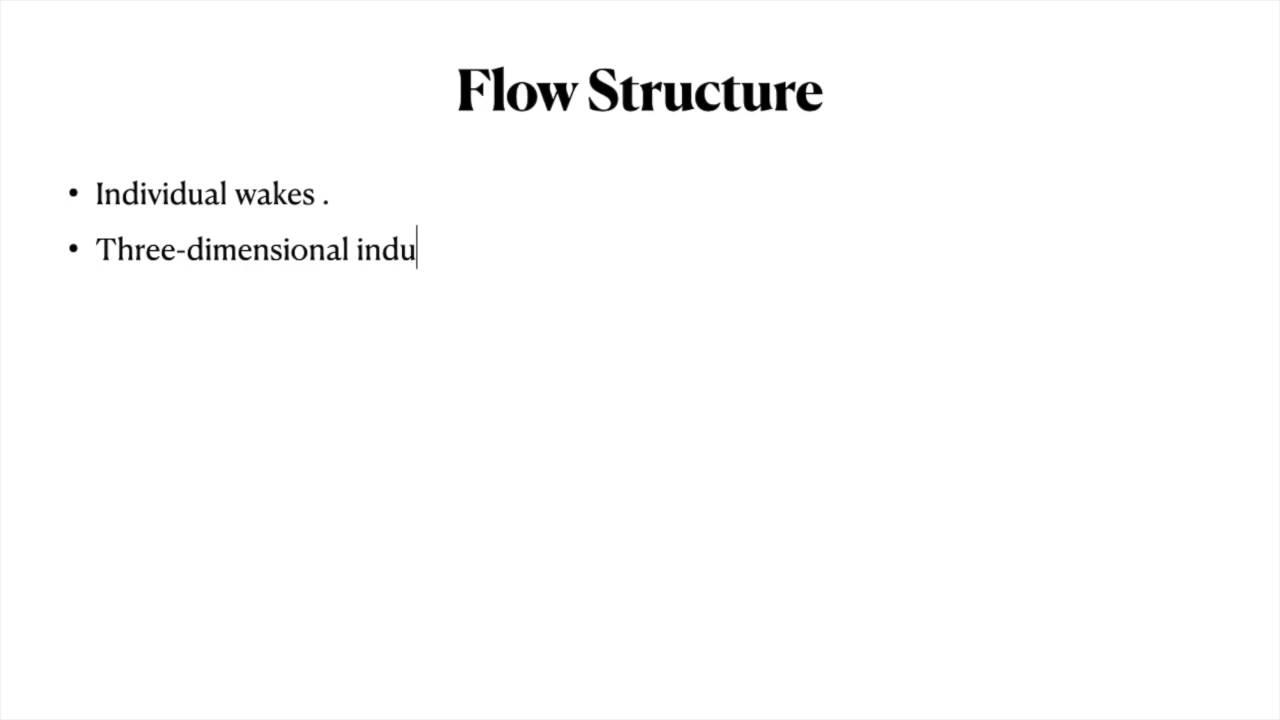 Flow Structure
• Individual wakes .
• Three-dimensional indu